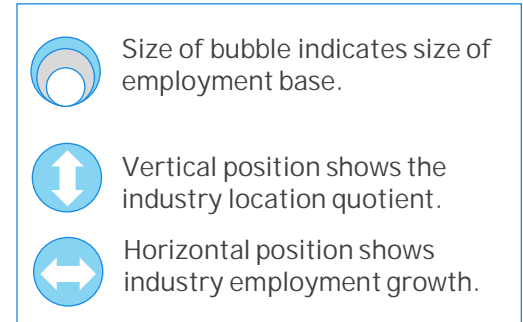 Size of bubble indicates size of
employment base.
Vertical position shows the
industry location quotient.
Horizontal position shows
industry employment growth.